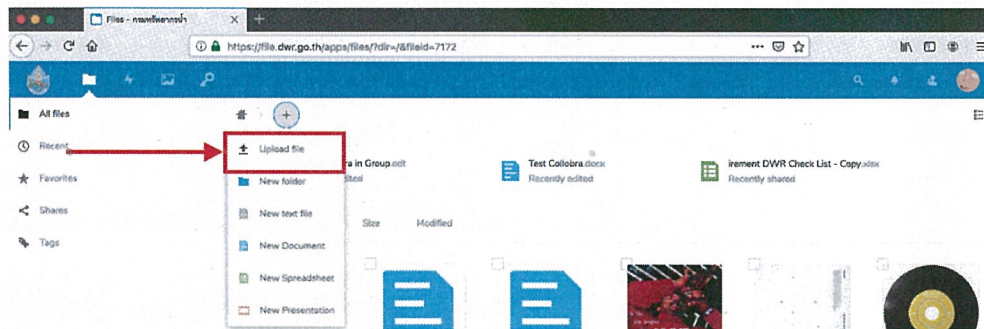 Files - กรมทรัพยากรน้ำ
https://file.dwr.go.th/apps/files/?dir=/&fileid=7172
All files
Recent
Upload file
ra in Group.odt
Test Collobra.docx
irement DWR Check List - Copy.xlsx
Recently edited
Recently shared
Favorites
New folder
Shares
New text file
Size
Modified
Tags
New Document
New Spreadsheet
New Presentation